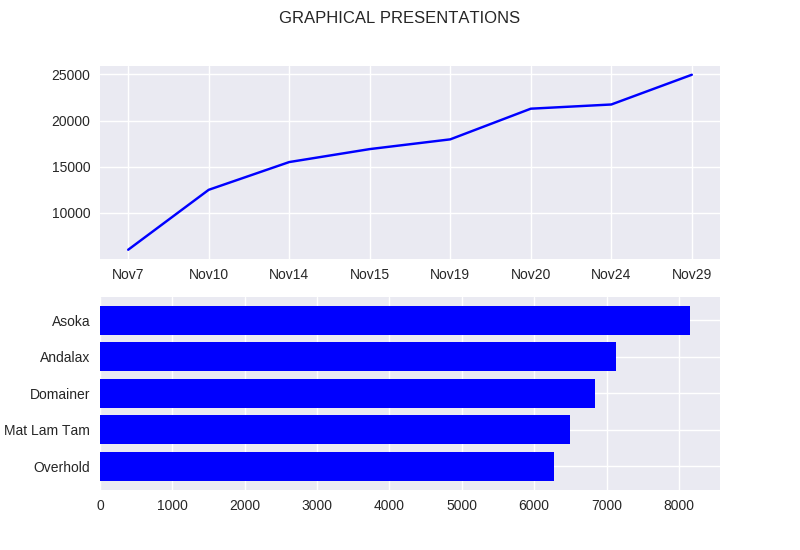 GRAPHICAL PRESENTATIONS
25000
20000
15000
10000
Nov7 Nov10 Nov14 Nov15 Nov19 Nov20 Nov24 Nov29
Asoka
Andalax
Domainer
Mat Lam Tam
Overhold
0 1000 2000 3000 4000 5000 6000 7000 8000